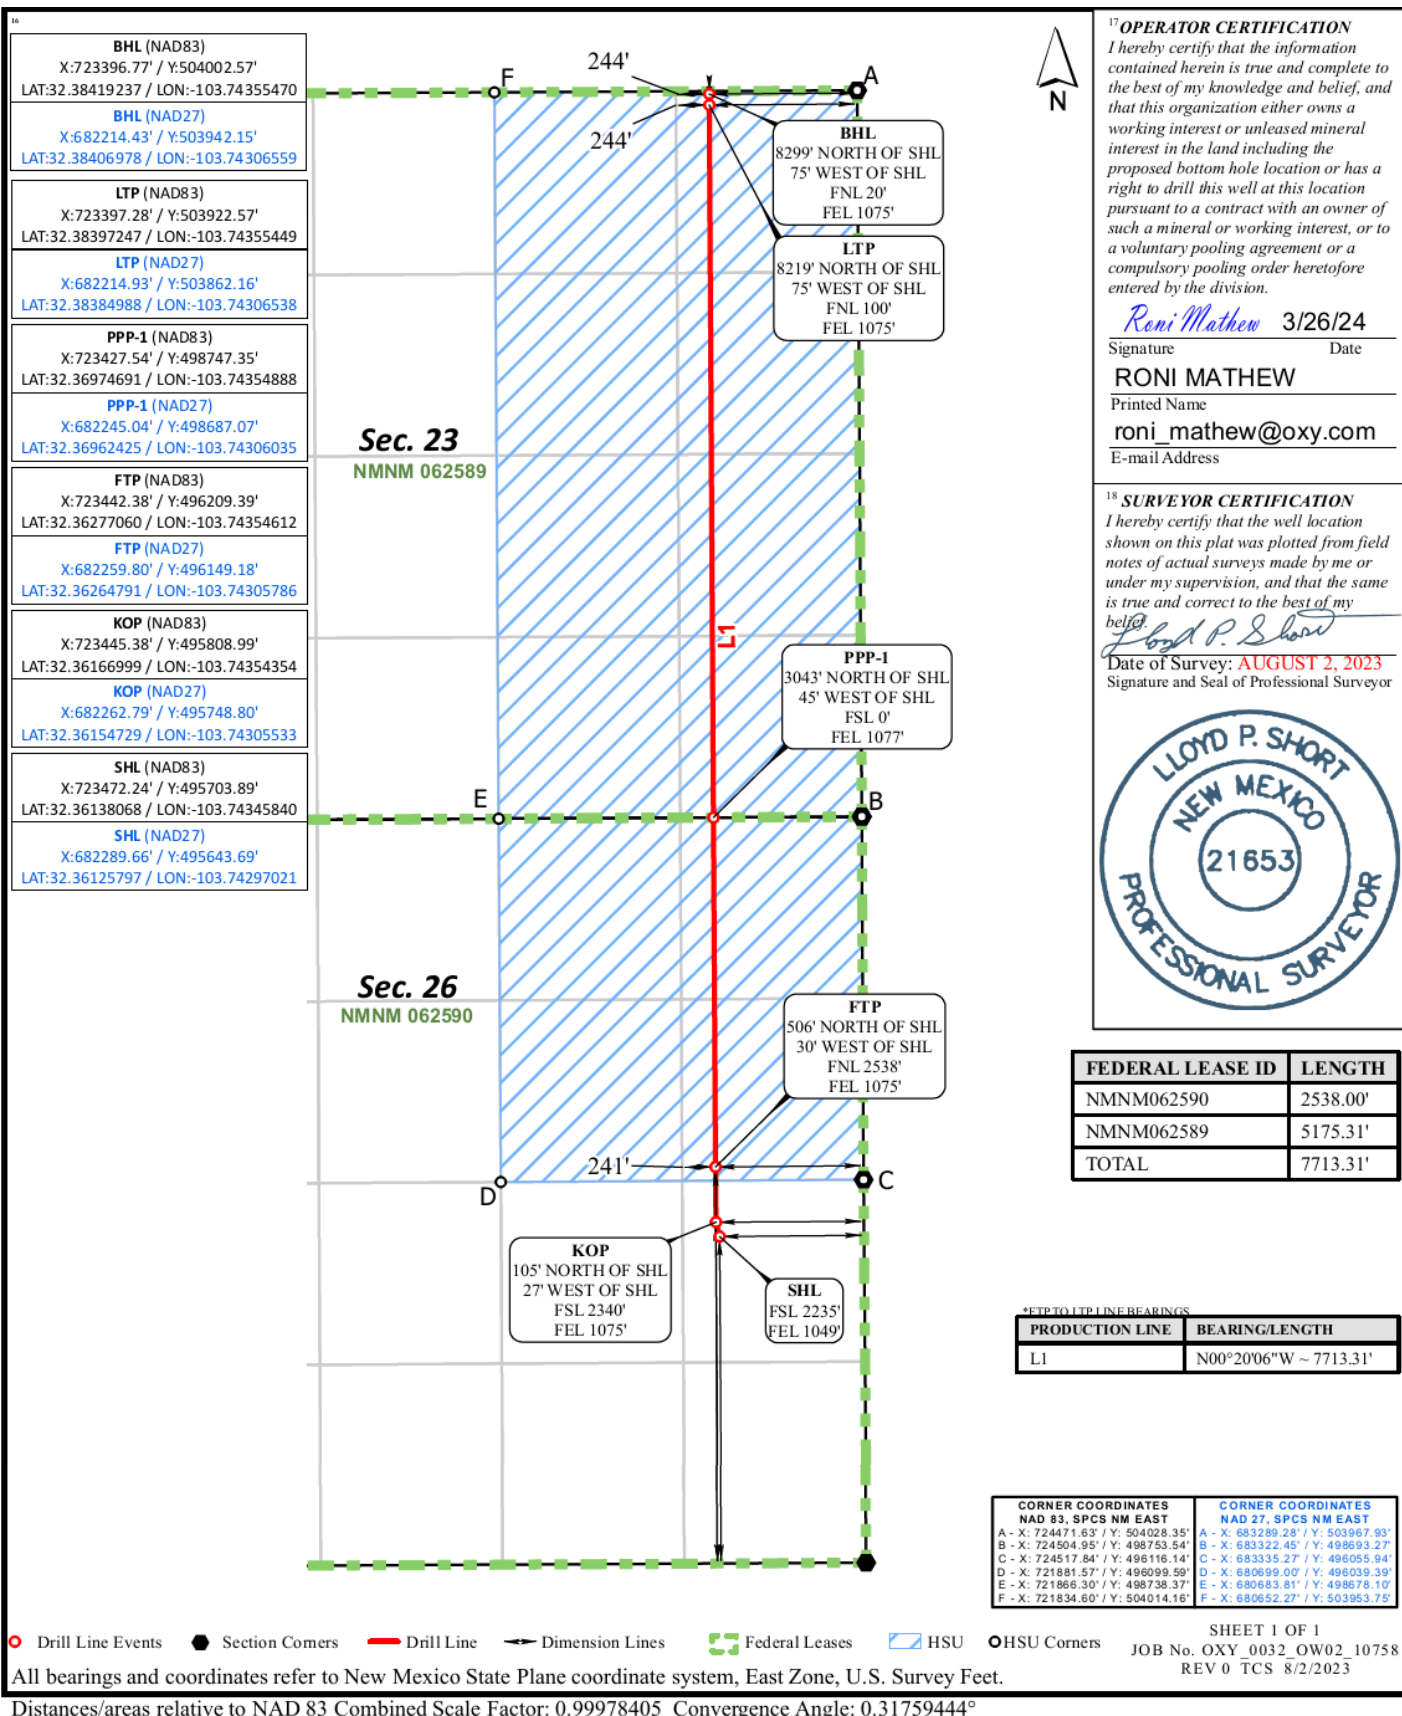 16
BHL (NAD83)
X:723396.77' / Y:504002.57'
LAT:32.38419237 / LON:-103.74355470
BHL (NAD27)
X:682214.43' / Y:503942.15'
LAT:32.38406978 / LON:-103.74306559
LTP (NAD83)
X:723397.28' / Y:503922.57'
LAT:32.38397247 / LON:-103.74355449
LTP (NAD27)
X:682214.93' / Y:503862.16'
LAT:32.38384988 / LON:-103.74306538
PPP-1 (NAD83)
X:723427.54' / Y:498747.35'
LAT:32.36974691 / LON:-103.74354888
PPP-1 (NAD27)
X:682245.04' / Y:498687.07'
LAT:32.36962425 / LON:-103.74306035
FTP (NAD83)
X:723442.38' / Y:496209.39'
LAT:32.36277060 / LON:-103.74354612
FTP (NAD27)
X:682259.80' / Y:496149.18'
LAT:32.36264791 / LON:-103.74305786
KOP (NAD83)
X:723445.38' / Y:495808.99'
LAT:32.36166999 / LON:-103.74354354
KOP (NAD27)
X:682262.79' / Y:495748.80'
LAT:32.36154729 / LON:-103.74305533
SHL (NAD83)
X:723472.24' / Y:495703.89'
LAT:32.36138068 / LON:-103.74345840
SHL (NAD27)
X:682289.66' / Y:495643.69'
LAT:32.36125797 / LON:-103.74297021
F
244'
A
N
244'
BHL
8299' NORTH OF SHL
75' WEST OF SHL
FNL 20'
FEL 1075'
LTP
8219' NORTH OF SHL
75' WEST OF SHL
FNL 100'
FEL 1075'
Sec. 23
NMNM 062589
L1
PPP-1
3043' NORTH OF SHL
45' WEST OF SHL
FSL 0'
FEL 1077'
E
B
Sec. 26
NMNM 062590
FTP
506' NORTH OF SHL
30' WEST OF SHL
FNL 2538'
FEL 1075'
241'
D
C
KOP
105' NORTH OF SHL
27' WEST OF SHL
FSL 2340'
FEL 1075'
SHL
FSL 2235'
FEL 1049'
17 OPERATOR CERTIFICATION
I hereby certify that the information
contained herein is true and complete to
the best of my knowledge and belief, and
that this organization either owns a
working interest or unleased mineral
interest in the land including the
proposed bottom hole location or has a
right to drill this well at this location
pursuant to a contract with an owner of
such a mineral or working interest, or to
a voluntary pooling agreement or a
compulsory pooling order heretofore
entered by the division.
Roni Mathew 3/26/24
Signature Date
RONI MATHEW
Printed Name
roni_mathew@oxy.com
E-mail Address
18 SURVEYOR CERTIFICATION
I hereby certify that the well location
shown on this plat was plotted from field
notes of actual surveys made by me or
under my supervision, and that the same
is true and correct to the best of my
belief.
Lloyd P. Short
Date of Survey: AUGUST 2, 2023
Signature and Seal of Professional Surveyor
LLOYD P. SHORT
NEW MEXICO
21653
PROFESSIONAL SURVEYOR
FEDERAL LEASE ID LENGTH
NMNM062590 2538.00'
NMNM062589 5175.31'
TOTAL 7713.31'
*FTP TO LTP LINE BEARINGS
PRODUCTION LINE BEARING/LENGTH
L1 N00°20'06"W ~ 7713.31'
CORNER COORDINATES
NAD 83, SPCS NM EAST
A - X: 724471.63' / Y: 504028.35'
B - X: 724504.95' / Y: 498753.54'
C - X: 724517.84' / Y: 496116.14'
D - X: 721881.57' / Y: 496099.59'
E - X: 721866.30' / Y: 498738.37'
F - X: 721834.60' / Y: 504014.16'
CORNER COORDINATES
NAD 27, SPCS NM EAST
A - X: 683289.28' / Y: 503967.93'
B - X: 683322.45' / Y: 498693.27'
C - X: 683335.27' / Y: 496055.94'
D - X: 680699.00' / Y: 496039.39'
E - X: 680683.81' / Y: 498678.10'
F - X: 680652.27' / Y: 503953.75'
Drill Line Events Section Corners Drill Line Dimension Lines Federal Leases HSU HSU Corners
SHEET 1 OF 1
JOB No. OXY_0032_OW02_10758
REV 0 TCS 8/2/2023
All bearings and coordinates refer to New Mexico State Plane coordinate system, East Zone, U.S. Survey Feet.
Distances/areas relative to NAD 83 Combined Scale Factor: 0.99978405 Convergence Angle: 0.31759444°